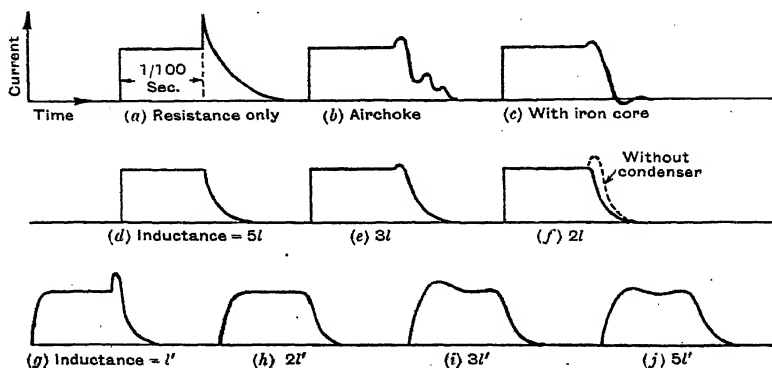 Current
1/100
Sec.
Time
(a) Resistance only
(b) Airchoke
(c) With iron core
Without
condenser
(d) Inductance = 5l
(e) 3l
(f) 2l
(g) Inductance = l'
(h) 2l'
(i) 3l'
(j) 5l'